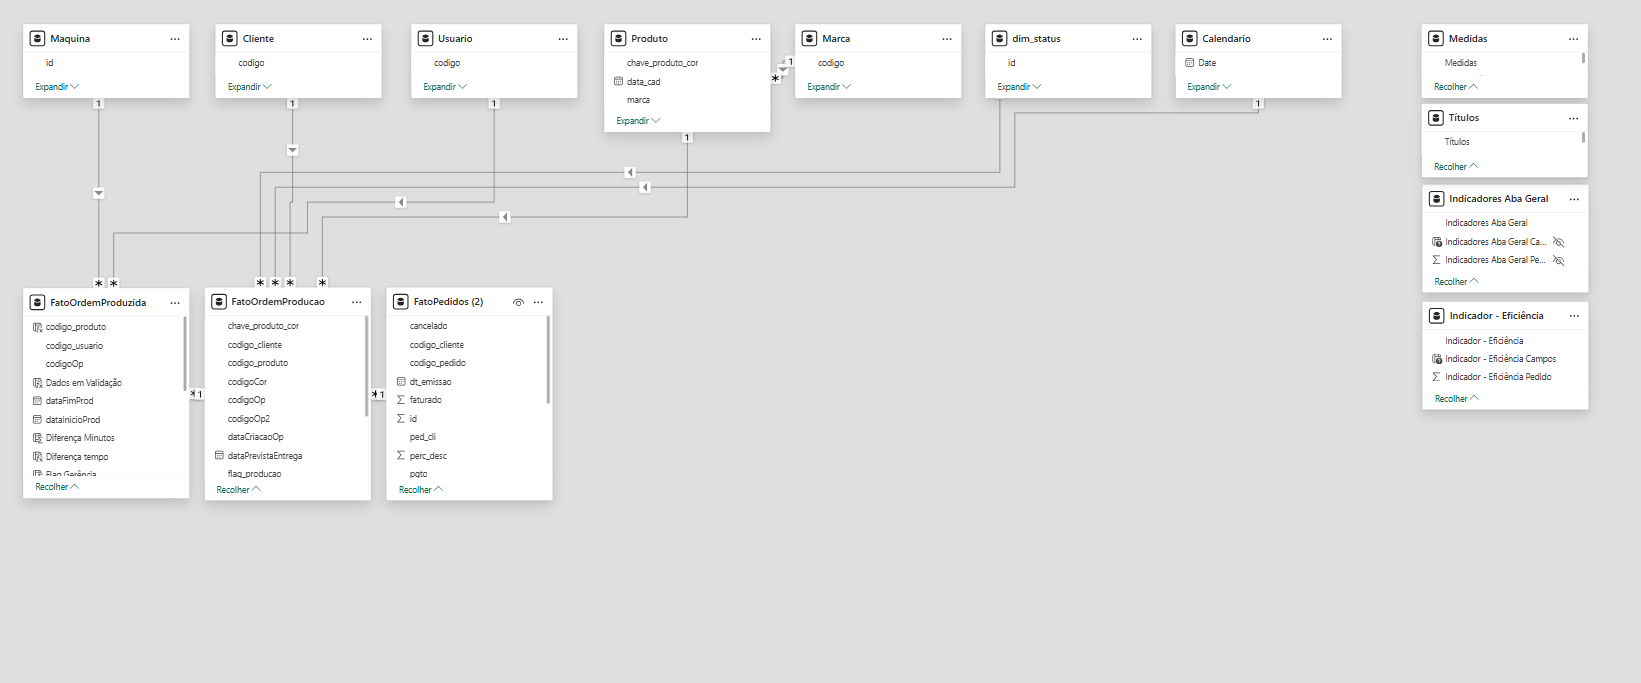 Maquina
id
Expandir
Cliente
codigo
Expandir
Usuario
codigo
Expandir
Produto
chave_produto_cor
data_cad
marca
Expandir
Marca
codigo
Expandir
dim_status
id
Expandir
Calendario
Date
Expandir
Medidas
Medidas
Recolher
Títulos
Títulos
Recolher
Indicadores Aba Geral
Indicadores Aba Geral
Indicadores Aba Geral Ca...
Indicadores Aba Geral Pe...
Recolher
Indicador - Eficiência
Indicador - Eficiência
Indicador - Eficiência Campos
Indicador - Eficiência Pedido
Recolher
1
1
1
1
1
*
1
* * * * * *
FatoOrdemProduzida
codigo_produto
codigo_usuario
codigoOp
Dados em Validação
dataFimProd
dataInicioProd
Diferença Minutos
Diferença tempo
Flag Gerência
Recolher
* 1
FatoOrdemProducao
chave_produto_cor
codigo_cliente
codigo_produto
codigoCor
codigoOp
codigoOp2
dataCriacaoOp
dataPrevistaEntrega
flag_producao
Recolher
* 1
FatoPedidos (2)
cancelado
codigo_cliente
codigo_pedido
dt_emissao
faturado
id
ped_cli
perc_desc
pgto
Recolher